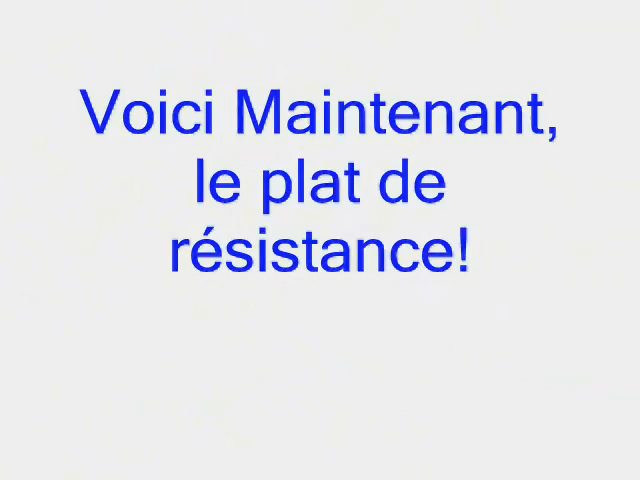 Voici Maintenant,
le plat de
résistance!